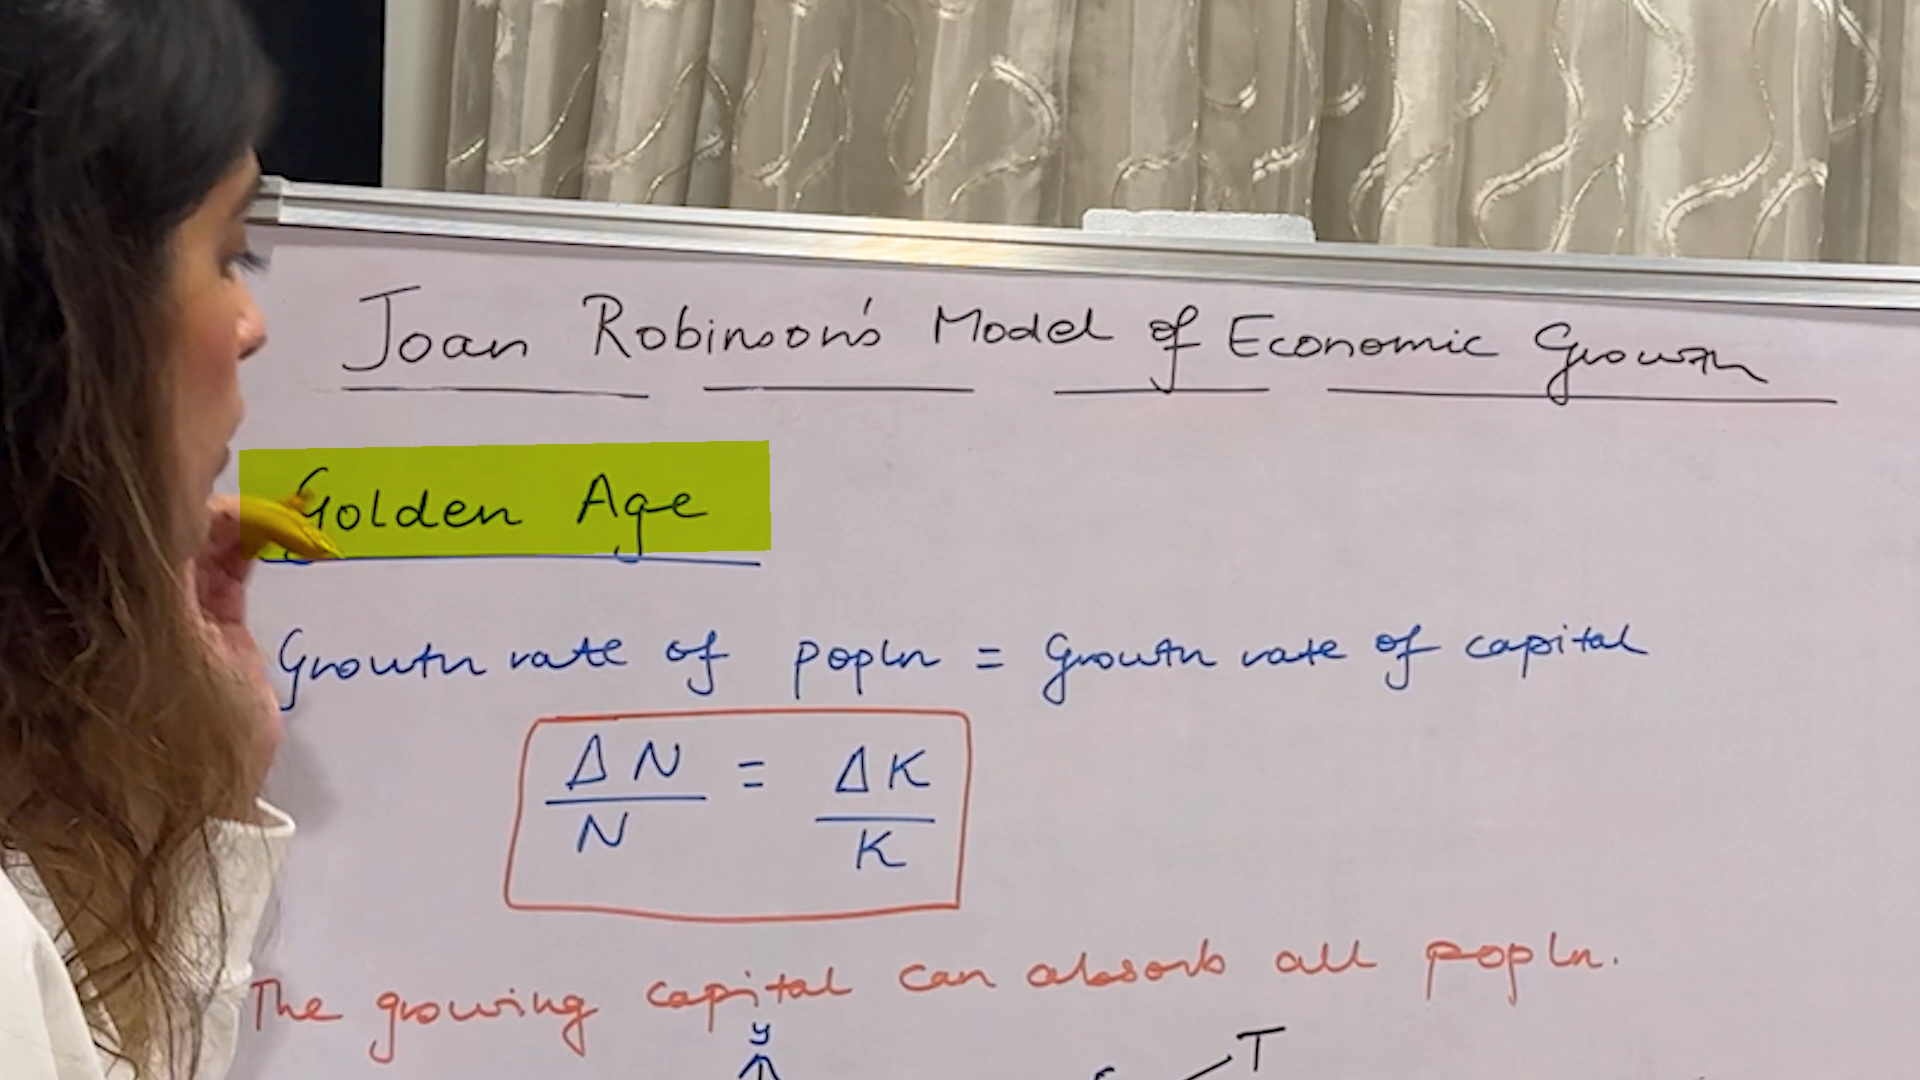 Joan Robinson's Model of Economic Growth
Golden Age
Growth rate of popln = Growth rate of capital
ΔN/N = ΔK/K
The growing capital can absorb all popln.
y
T